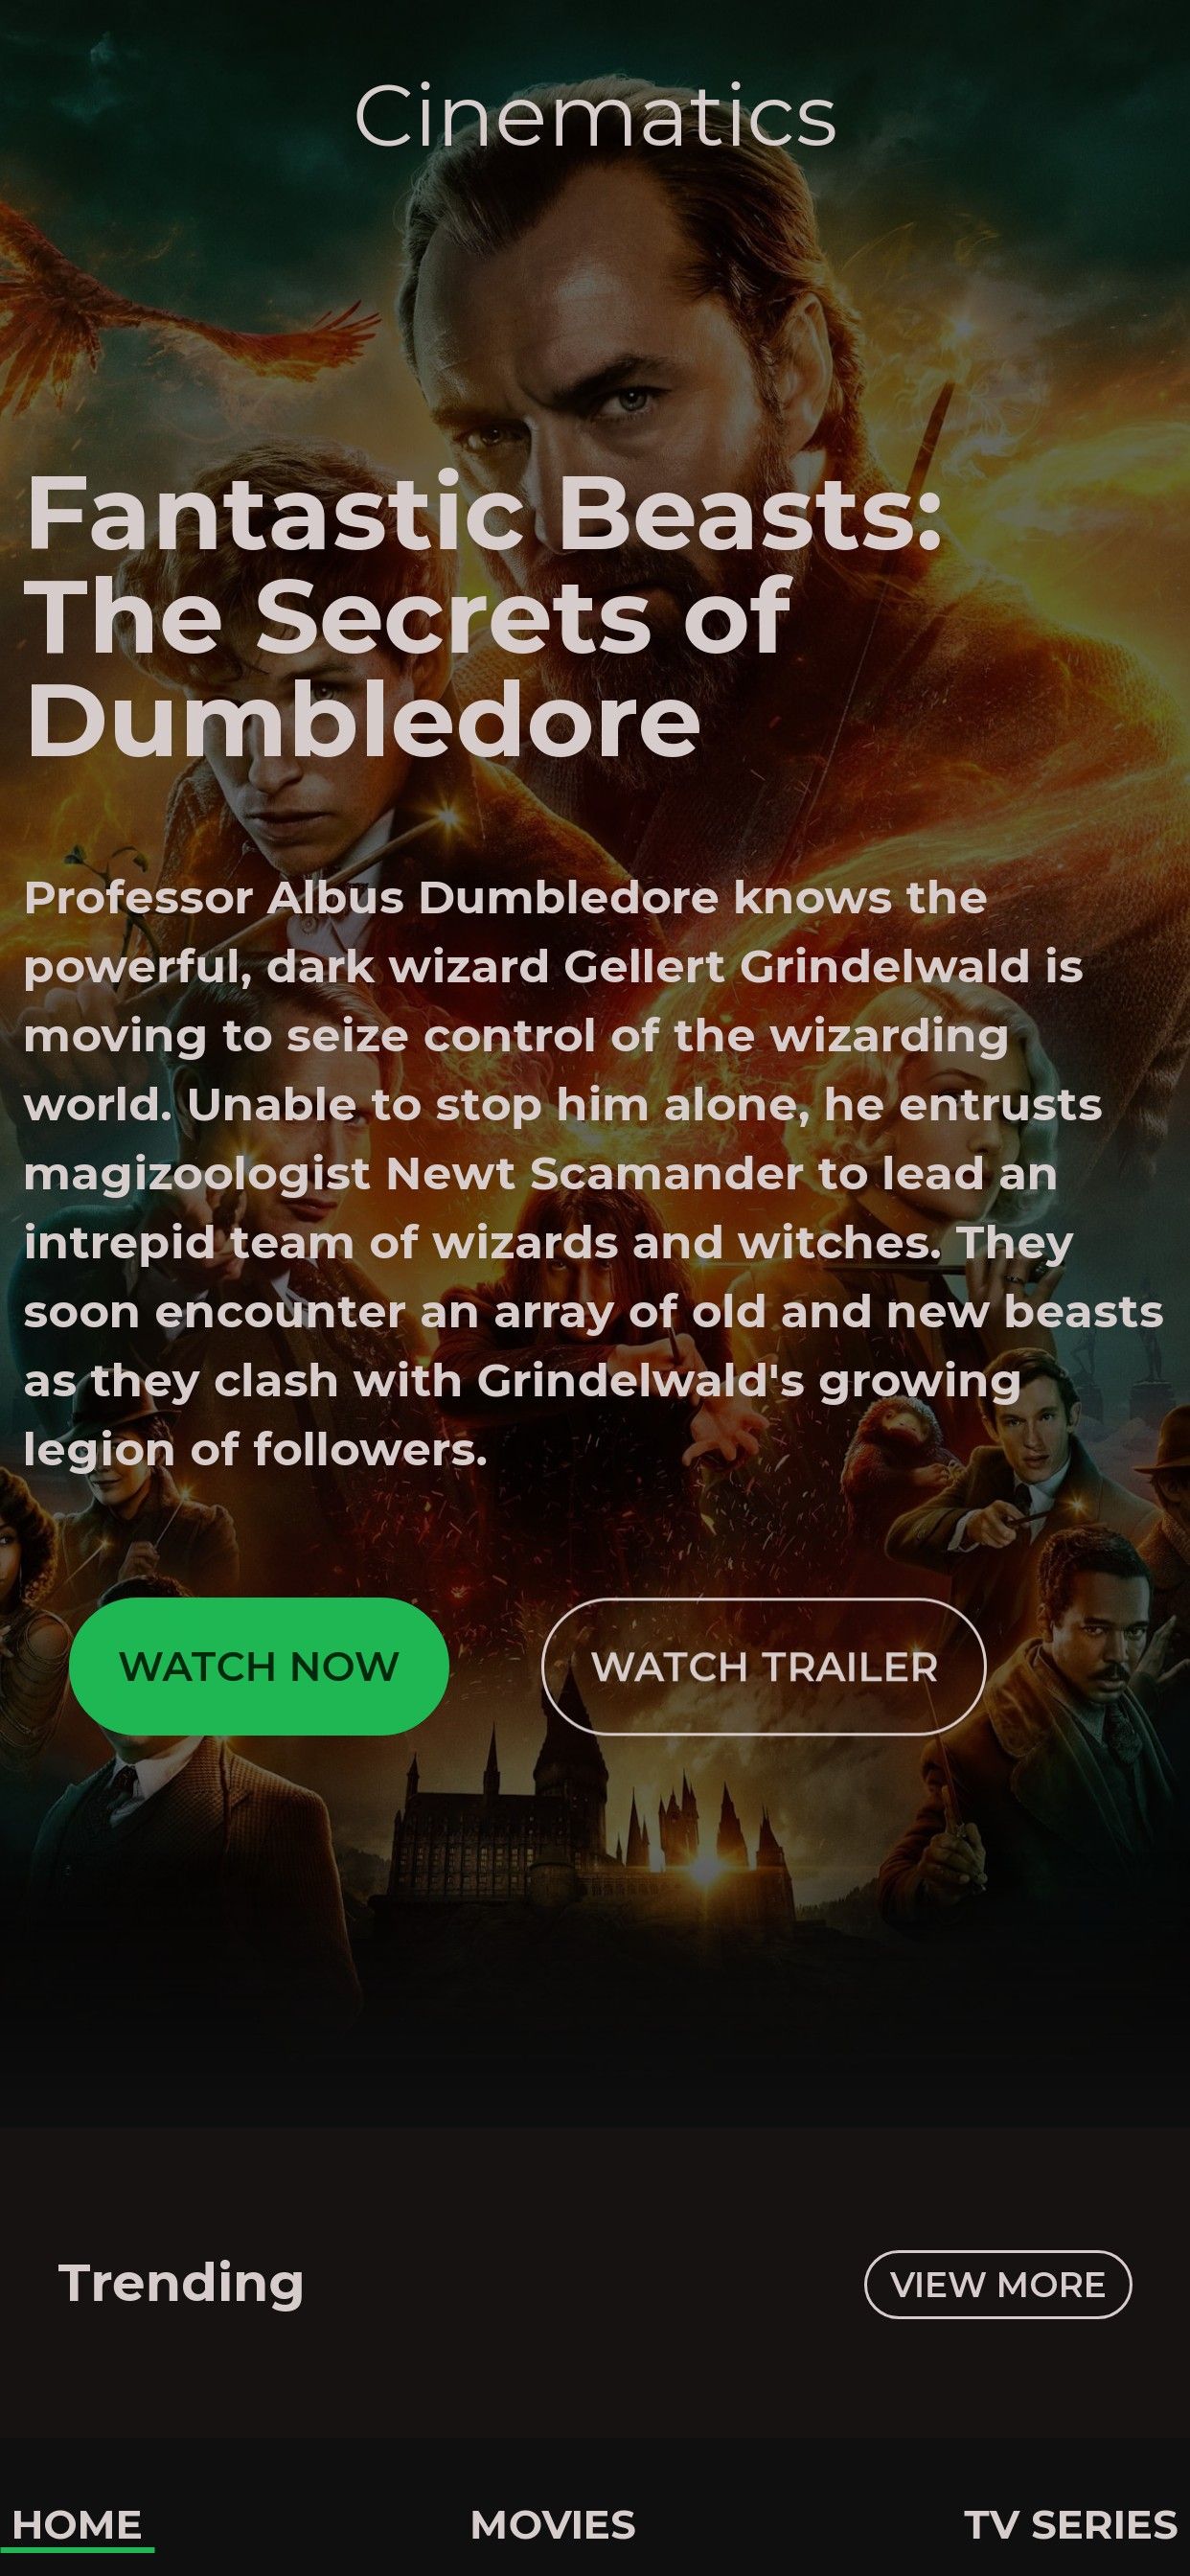 Cinematics
Fantastic Beasts:
The Secrets of
Dumbledore
Professor Albus Dumbledore knows the
powerful, dark wizard Gellert Grindelwald is
moving to seize control of the wizarding
world. Unable to stop him alone, he entrusts
magizoologist Newt Scamander to lead an
intrepid team of wizards and witches. They
soon encounter an array of old and new beasts
as they clash with Grindelwald's growing
legion of followers.
WATCH NOW
WATCH TRAILER
Trending
VIEW MORE
HOME
MOVIES
TV SERIES